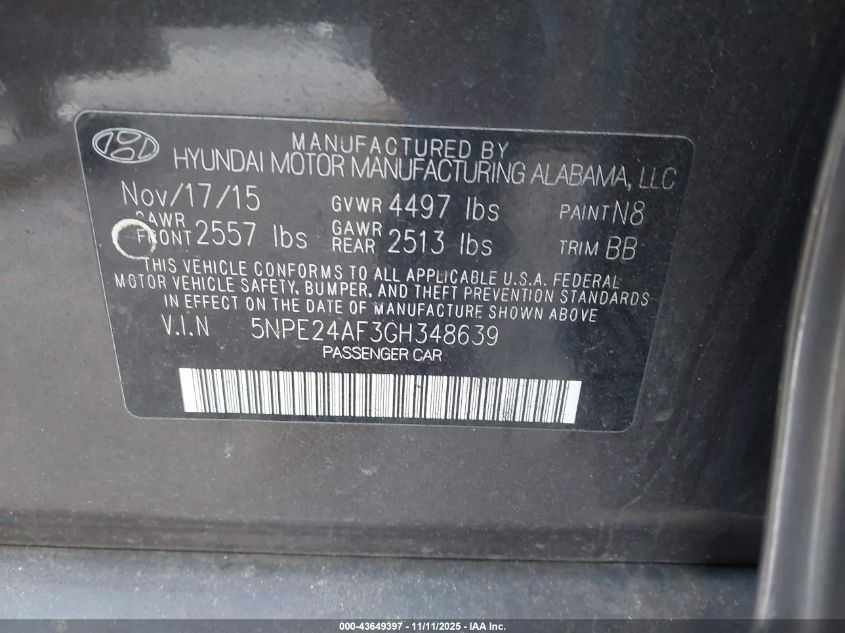 MANUFACTURED BY
HYUNDAI MOTOR MANUFACTURING ALABAMA, LLC
Nov/17/15 GVWR 4497 lbs PAINT N8
GAWR FRONT 2557 lbs GAWR REAR 2513 lbs TRIM BB
THIS VEHICLE CONFORMS TO ALL APPLICABLE U.S.A. FEDERAL
MOTOR VEHICLE SAFETY, BUMPER, AND THEFT PREVENTION STANDARDS
IN EFFECT ON THE DATE OF MANUFACTURE SHOWN ABOVE
V.I.N 5NPE24AF3GH348639
PASSENGER CAR
000-43649397 - 11/11/2025 - IAA Inc.